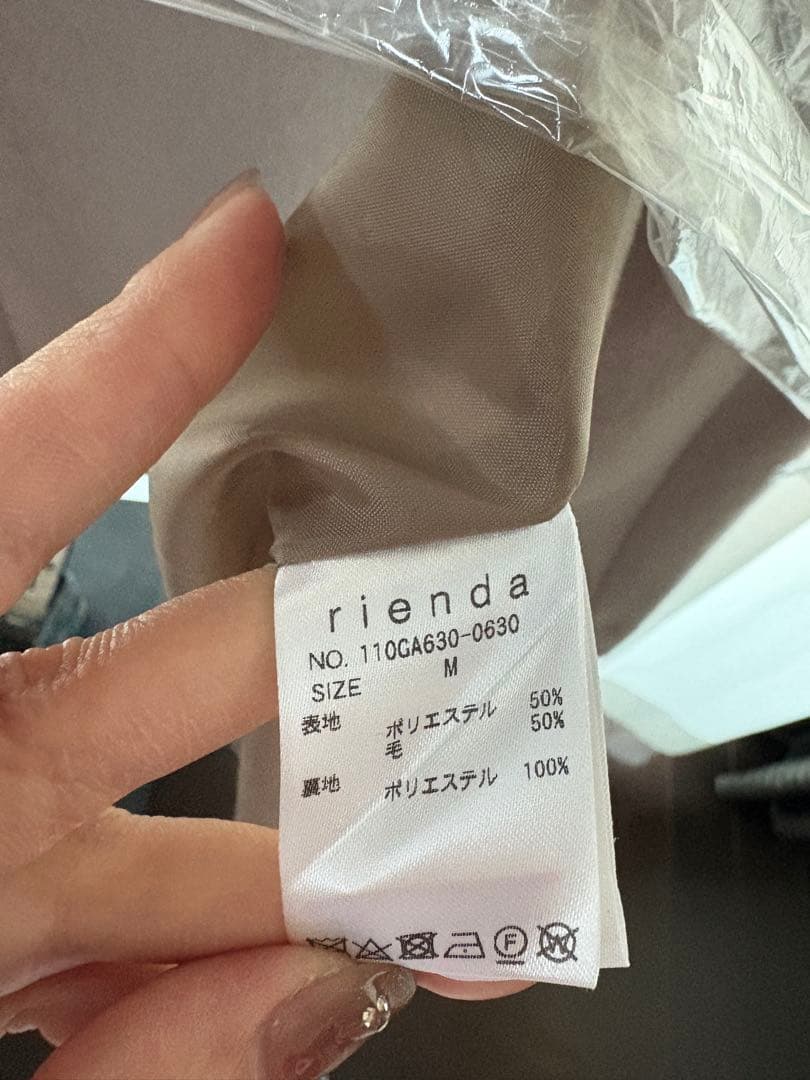 rienda
NO. 110GA630-0630
SIZE M
表地 ポリエステル 50%
毛 50%
裏地 ポリエステル 100%
F W